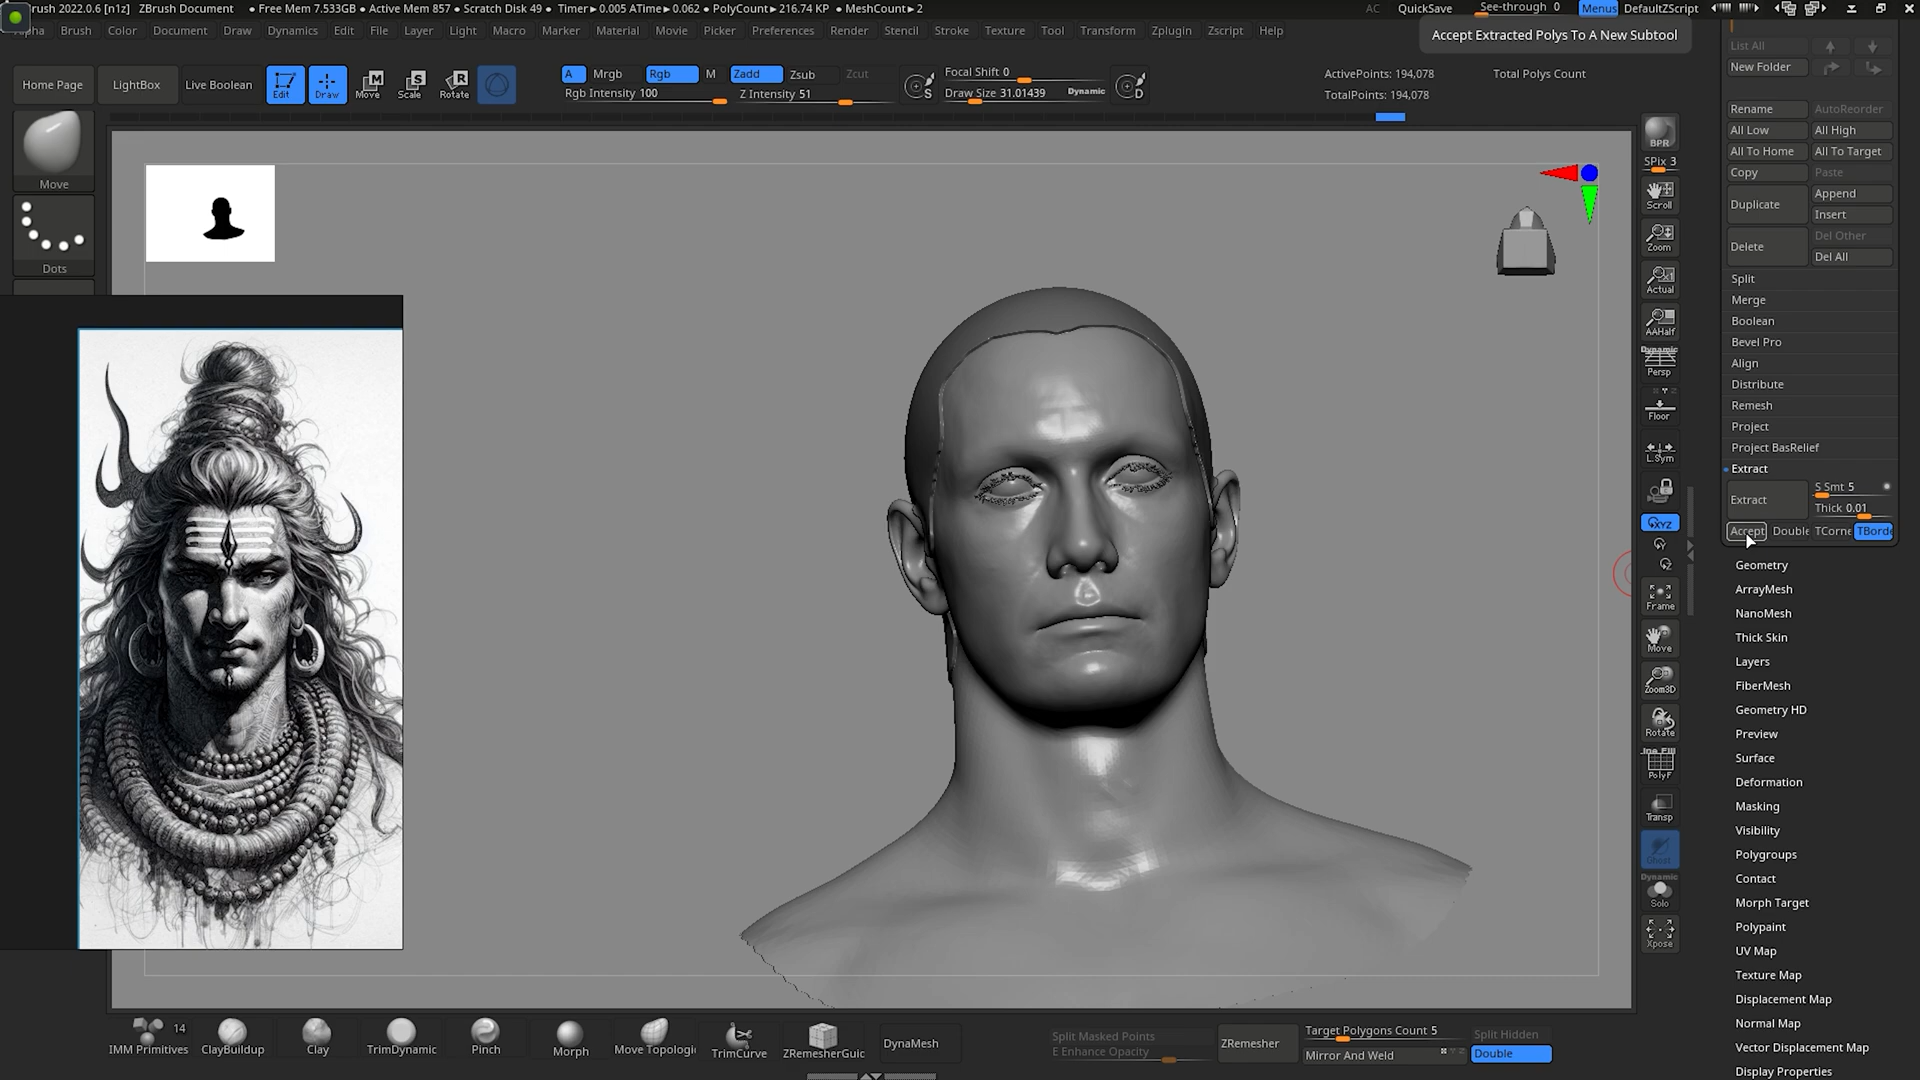 rush 2022.0.6 [n1z] ZBrush Document ● Free Mem 7.533GB ● Active Mem 857 ● Scratch Disk 49 ● Timer▸0.005 ATime▸0.062 ● PolyCount▸216.74 KP ● MeshCount▸2 AC QuickSave See-through 0 Menus DefaultZScript
Brush Color Document Draw Dynamics Edit File Layer Light Macro Marker Material Movie Picker Preferences Render Stencil Stroke Texture Tool Transform Zplugin Zscript Help
Accept Extracted Polys To A New Subtool
Home Page LightBox Live Boolean
Edit Draw Move Scale Rotate
A Mrgb Rgb M Zadd Zsub Zcut
Rgb Intensity 100 Z Intensity 51
Focal Shift 0
Draw Size 31.01439 Dynamic
ActivePoints: 194,078 Total Polys Count
TotalPoints: 194,078
Move
Dots
BPR
SPix 3
Scroll
Zoom
Actual
AAHalf
Dynamic
Persp
Floor
L.Sym
XYZ
Frame
Move
Zoom3D
Rotate
Line Fill
PolyF
Transp
Ghost
Dynamic
Solo
Xpose
List All
New Folder
Rename AutoReorder
All Low All High
All To Home All To Target
Copy Paste
Duplicate Append
Insert
Delete Del Other
Del All
Split
Merge
Boolean
Bevel Pro
Align
Distribute
Remesh
Project
Project BasRelief
Extract
Extract S Smt 5
Thick 0.01
Accept Double TCorne TBorde
Geometry
ArrayMesh
NanoMesh
Thick Skin
Layers
FiberMesh
Geometry HD
Preview
Surface
Deformation
Masking
Visibility
Polygroups
Contact
Morph Target
Polypaint
UV Map
Texture Map
Displacement Map
Normal Map
Vector Displacement Map
Display Properties
14
IMM Primitives ClayBuildup Clay TrimDynamic Pinch Morph Move Topologic TrimCurve ZRemesherGuic DynaMesh
Split Masked Points
E Enhance Opacity
ZRemesher
Target Polygons Count 5
Mirror And Weld
Split Hidden
Double